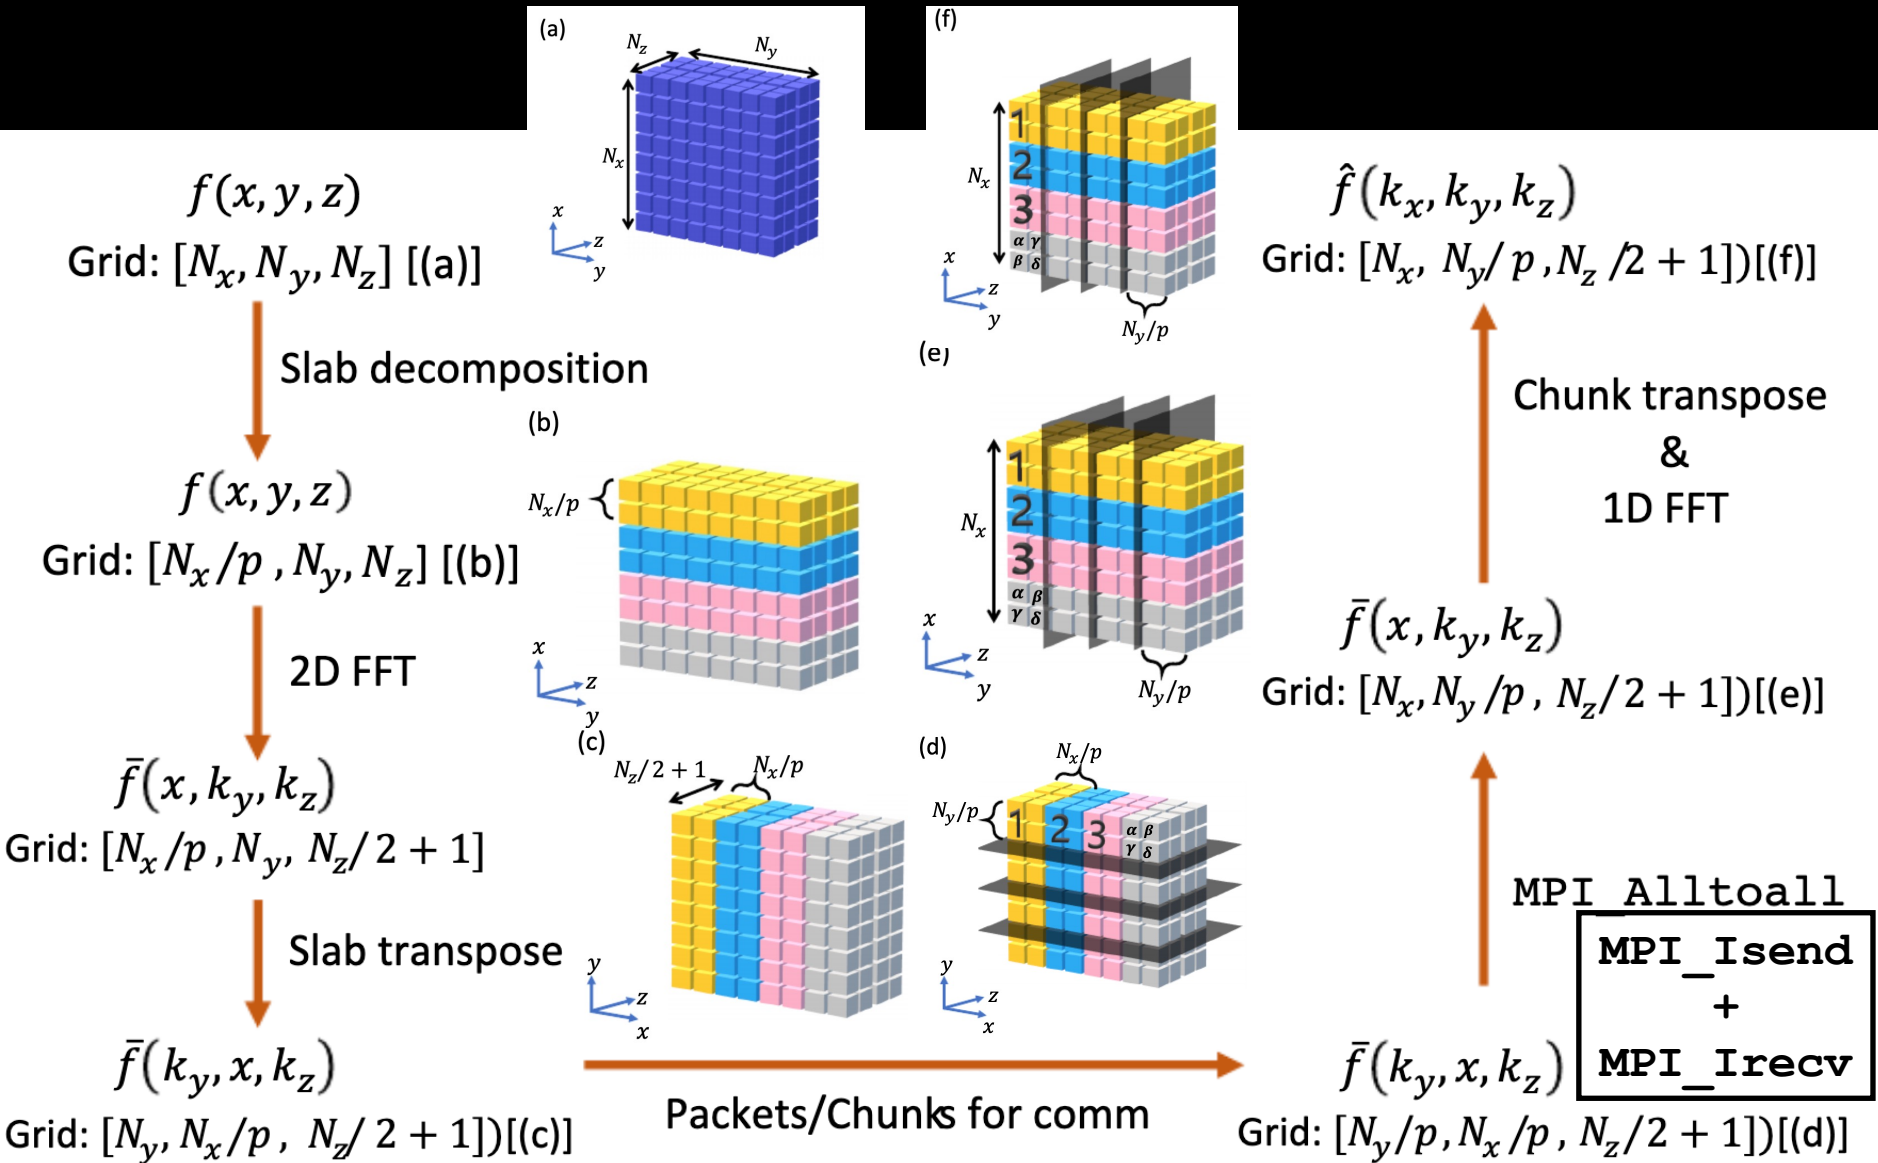 (a)
N_z
N_y
N_x
x
z
y
f(x, y, z)
Grid: [N_x, N_y, N_z] [(a)]
Slab decomposition
f(x, y, z)
Grid: [N_x/p , N_y, N_z] [(b)]
2D FFT
f̄(x, k_y, k_z)
Grid: [N_x/p , N_y, N_z/2 + 1]
Slab transpose
f̄(k_y, x, k_z)
Grid: [N_y, N_x/p , N_z/2 + 1])[(c)]
(b)
N_x/p
x
z
y
(c)
N_z/2 + 1
N_x/p
y
z
x
Packets/Chunks for comm
(d)
N_x/p
N_y/p
1 2 3
α β
γ δ
y
z
x
f̄(k_y, x, k_z)
Grid: [N_y/p, N_x/p , N_z/2 + 1])[(d)]
MPI_Alltoall
MPI_Isend
+
MPI_Irecv
(e)
N_x
1
2
3
α β
γ δ
x
z
y
N_y/p
f̄(x, k_y, k_z)
Grid: [N_x, N_y/p , N_z/2 + 1])[(e)]
Chunk transpose
&
1D FFT
(f)
N_x
1
2
3
α γ
β δ
x
z
y
N_y/p
f̂(k_x, k_y, k_z)
Grid: [N_x, N_y/p ,N_z/2 + 1])[(f)]